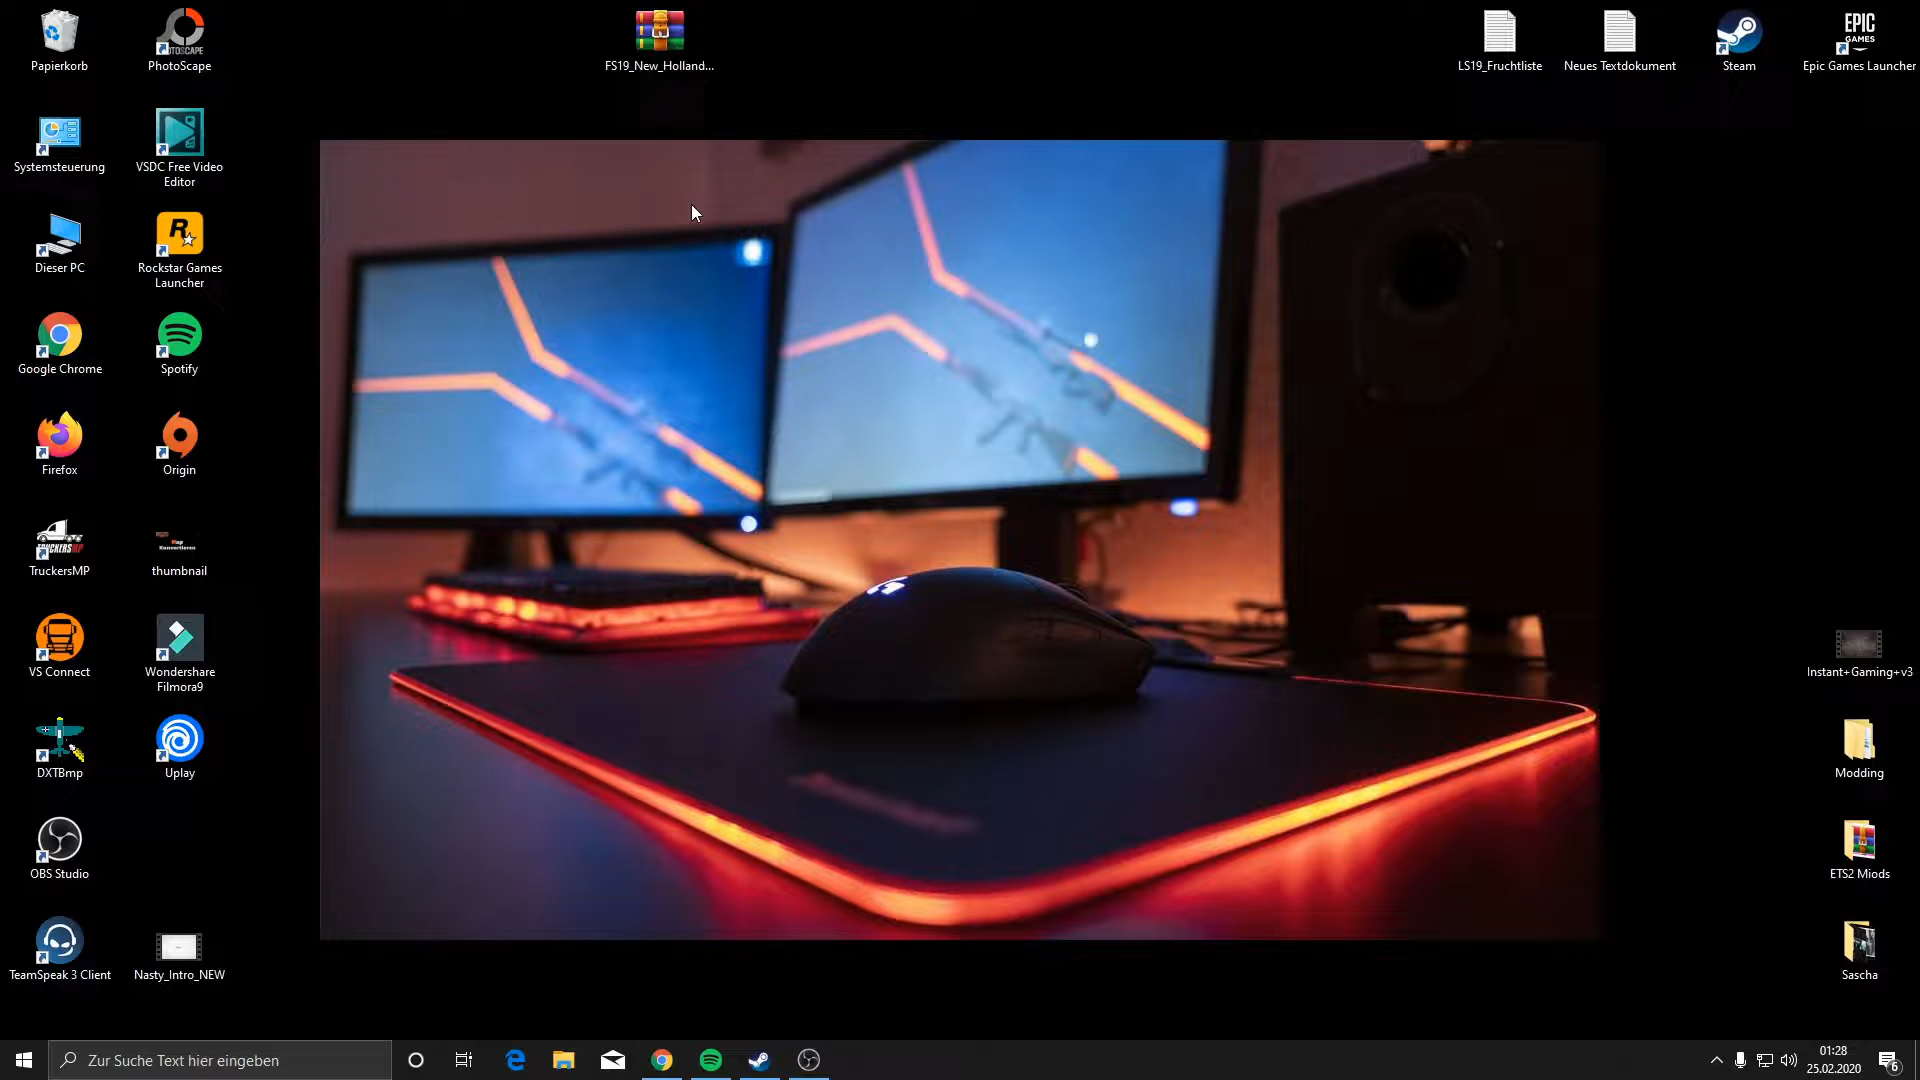 Papierkorb
PhotoScape
FS19_New_Holland...
LS19_Fruchtliste
Neues Textdokument
Steam
EPIC
GAMES
Epic Games Launcher
Systemsteuerung
VSDC Free Video
Editor
Dieser PC
Rockstar Games
Launcher
Google Chrome
Spotify
Firefox
Origin
TRUCKERSMP
TruckersMP
Map
Konvertieren
thumbnail
VS Connect
Wondershare
Filmora9
Instant+Gaming+v3
DXTBmp
Uplay
Modding
OBS Studio
ETS2 Miods
TeamSpeak 3 Client
Nasty_Intro_NEW
Sascha
Zur Suche Text hier eingeben
01:28
25.02.2020
6